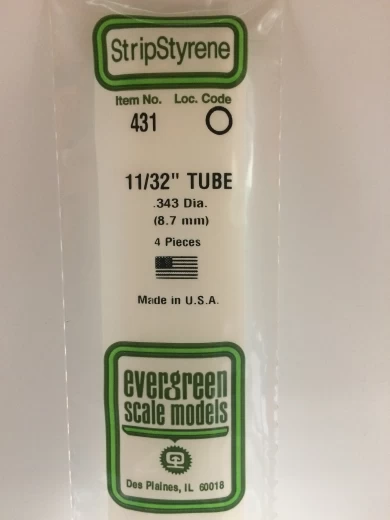 StripStyrene
Item No. Loc. Code
431 O
11/32" TUBE
.343 Dia.
(8.7 mm)
4 Pieces
Made in U.S.A.
evergreen
scale models
Des Plaines, IL 60018